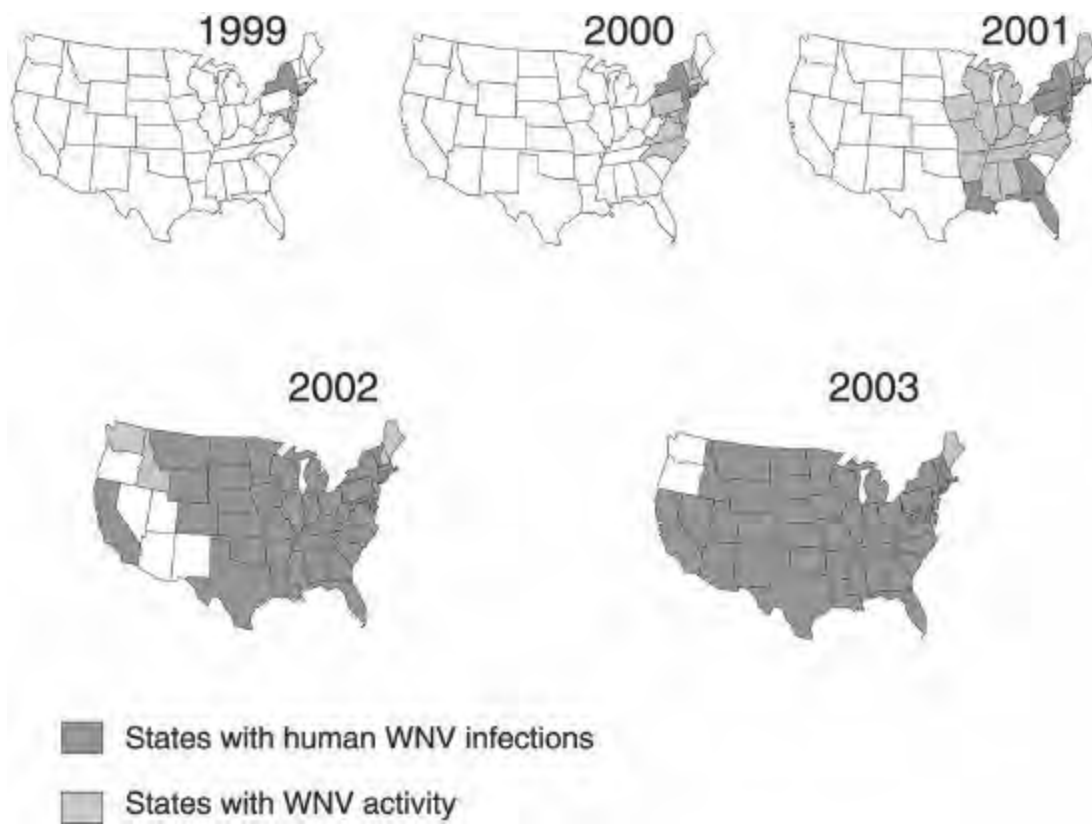 1999
2000
2001
2002
2003
States with human WNV infections
States with WNV activity